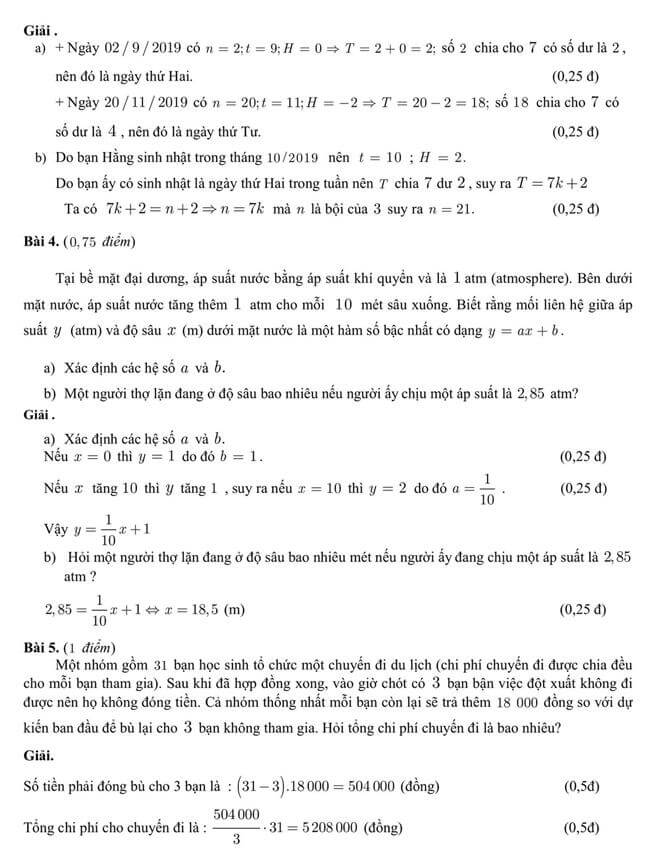 Giải .
a) + Ngày 02 / 9 / 2019 có n = 2; t = 9; H = 0 ⇒ T = 2 + 0 = 2; số 2 chia cho 7 có số dư là 2 ,
nên đó là ngày thứ Hai. (0,25 đ)
+ Ngày 20 / 11 / 2019 có n = 20; t = 11; H = −2 ⇒ T = 20 − 2 = 18; số 18 chia cho 7 có
số dư là 4 , nên đó là ngày thứ Tư. (0,25 đ)
b) Do bạn Hằng sinh nhật trong tháng 10/2019 nên t = 10 ; H = 2.
Do bạn ấy có sinh nhật là ngày thứ Hai trong tuần nên T chia 7 dư 2 , suy ra T = 7k + 2
Ta có 7k + 2 = n + 2 ⇒ n = 7k mà n là bội của 3 suy ra n = 21. (0,25 đ)
Bài 4. (0,75 điểm)
Tại bề mặt đại dương, áp suất nước bằng áp suất khí quyển và là 1 atm (atmosphere). Bên dưới
mặt nước, áp suất nước tăng thêm 1 atm cho mỗi 10 mét sâu xuống. Biết rằng mối liên hệ giữa áp
suất y (atm) và độ sâu x (m) dưới mặt nước là một hàm số bậc nhất có dạng y = ax + b.
a) Xác định các hệ số a và b.
b) Một người thợ lặn đang ở độ sâu bao nhiêu nếu người ấy chịu một áp suất là 2,85 atm?
Giải .
a) Xác định các hệ số a và b.
Nếu x = 0 thì y = 1 do đó b = 1. (0,25 đ)
Nếu x tăng 10 thì y tăng 1 , suy ra nếu x = 10 thì y = 2 do đó a = 1/10 . (0,25 đ)
Vậy y = 1/10 x + 1
b) Hỏi một người thợ lặn đang ở độ sâu bao nhiêu mét nếu người ấy đang chịu một áp suất là 2,85
atm ?
2,85 = 1/10 x + 1 ⇔ x = 18,5 (m) (0,25 đ)
Bài 5. (1 điểm)
Một nhóm gồm 31 bạn học sinh tổ chức một chuyến đi du lịch (chi phí chuyến đi được chia đều
cho mỗi bạn tham gia). Sau khi đã hợp đồng xong, vào giờ chót có 3 bạn bận việc đột xuất không đi
được nên họ không đóng tiền. Cả nhóm thống nhất mỗi bạn còn lại sẽ trả thêm 18 000 đồng so với dự
kiến ban đầu để bù lại cho 3 bạn không tham gia. Hỏi tổng chi phí chuyến đi là bao nhiêu?
Giải.
Số tiền phải đóng bù cho 3 bạn là : (31 − 3).18 000 = 504 000 (đồng) (0,5đ)
Tổng chi phí cho chuyến đi là : 504 000/3 · 31 = 5 208 000 (đồng) (0,5đ)